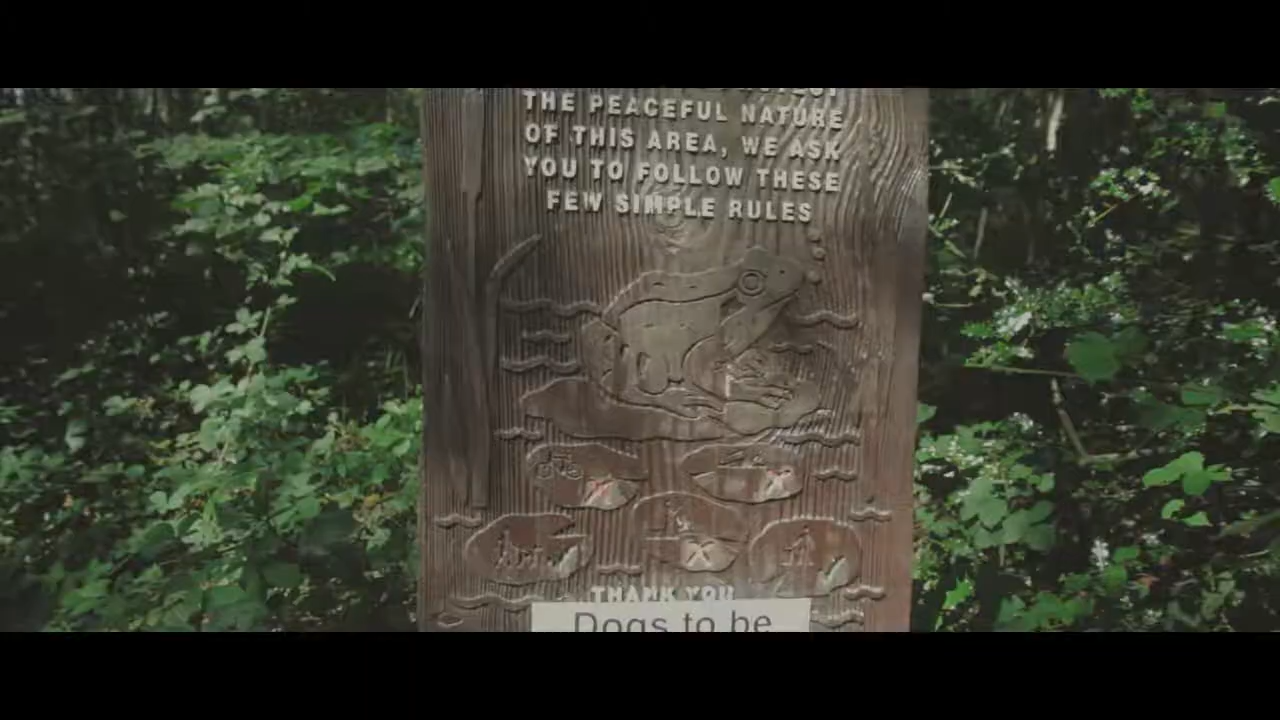 THE PEACEFUL NATURE
OF THIS AREA, WE ASK
YOU TO FOLLOW THESE
FEW SIMPLE RULES
THANK YOU
Dogs to be